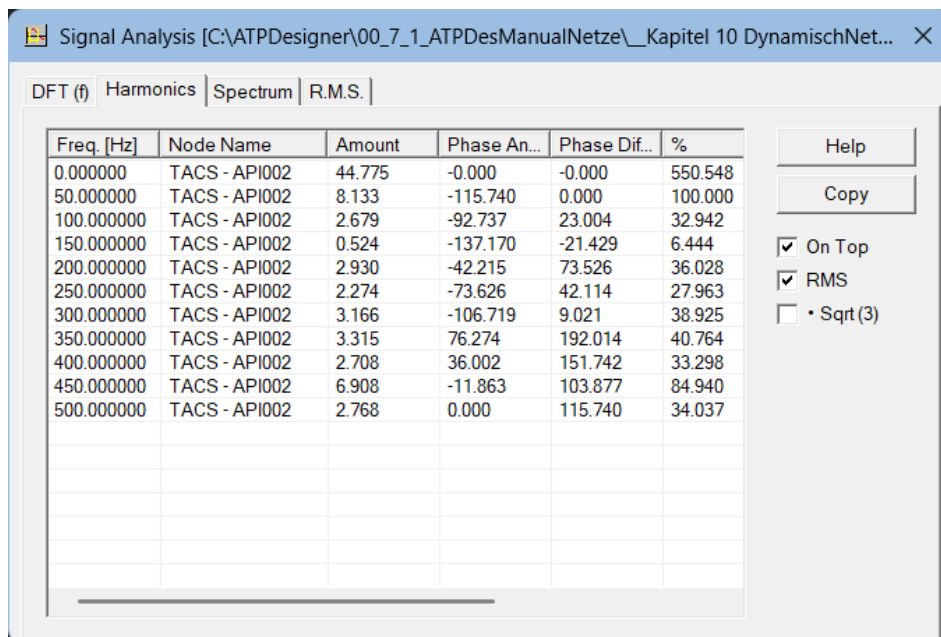 Signal Analysis [C:\ATPDesigner\00_7_1_ATPDesManualNetze\__Kapitel 10 DynamischNet...
DFT (f) Harmonics Spectrum R.M.S.
Freq. [Hz] Node Name Amount Phase An... Phase Dif... %
0.000000 TACS - API002 44.775 -0.000 -0.000 550.548
50.000000 TACS - API002 8.133 -115.740 0.000 100.000
100.000000 TACS - API002 2.679 -92.737 23.004 32.942
150.000000 TACS - API002 0.524 -137.170 -21.429 6.444
200.000000 TACS - API002 2.930 -42.215 73.526 36.028
250.000000 TACS - API002 2.274 -73.626 42.114 27.963
300.000000 TACS - API002 3.166 -106.719 9.021 38.925
350.000000 TACS - API002 3.315 76.274 192.014 40.764
400.000000 TACS - API002 2.708 36.002 151.742 33.298
450.000000 TACS - API002 6.908 -11.863 103.877 84.940
500.000000 TACS - API002 2.768 0.000 115.740 34.037
Help
Copy
On Top
RMS
• Sqrt (3)